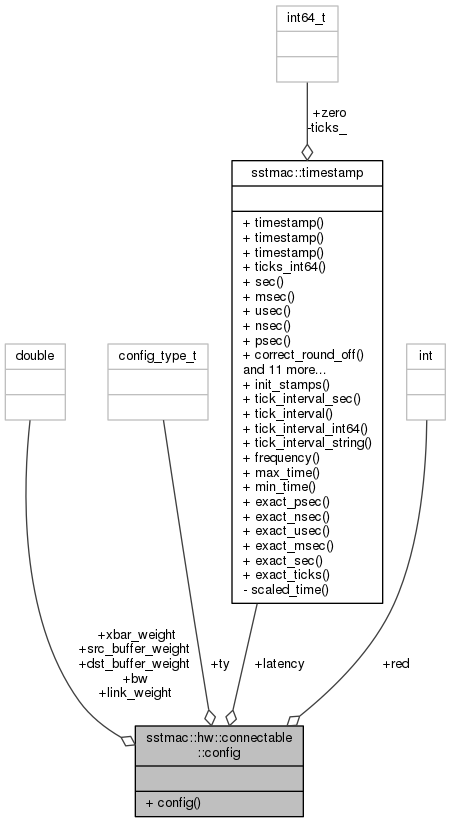 int64_t
+zero
-ticks_
sstmac::timestamp
+ timestamp()
+ timestamp()
+ timestamp()
+ ticks_int64()
+ sec()
+ msec()
+ usec()
+ nsec()
+ psec()
+ correct_round_off()
and 11 more...
+ init_stamps()
+ tick_interval_sec()
+ tick_interval()
+ tick_interval_int64()
+ tick_interval_string()
+ frequency()
+ max_time()
+ min_time()
+ exact_psec()
+ exact_nsec()
+ exact_usec()
+ exact_msec()
+ exact_sec()
+ exact_ticks()
- scaled_time()
double
config_type_t
int
+xbar_weight
+src_buffer_weight
+dst_buffer_weight
+bw
+link_weight
+ty
+latency
+red
sstmac::hw::connectable
::config
+ config()